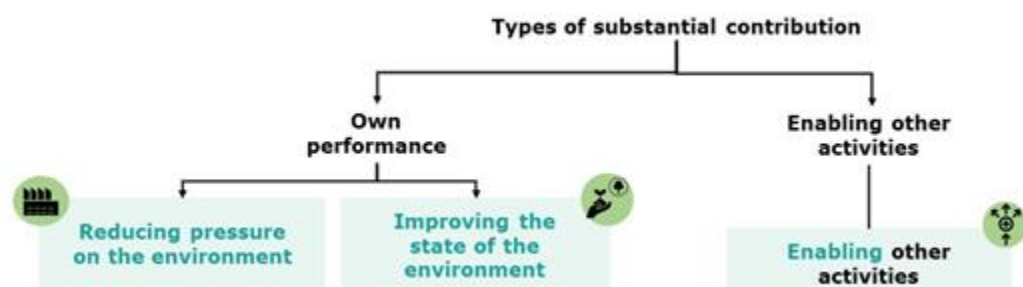 Types of substantial contribution
Own
performance
Enabling other
activities
Reducing pressure
on the environment
Improving the
state of the
environment
Enabling other
activities